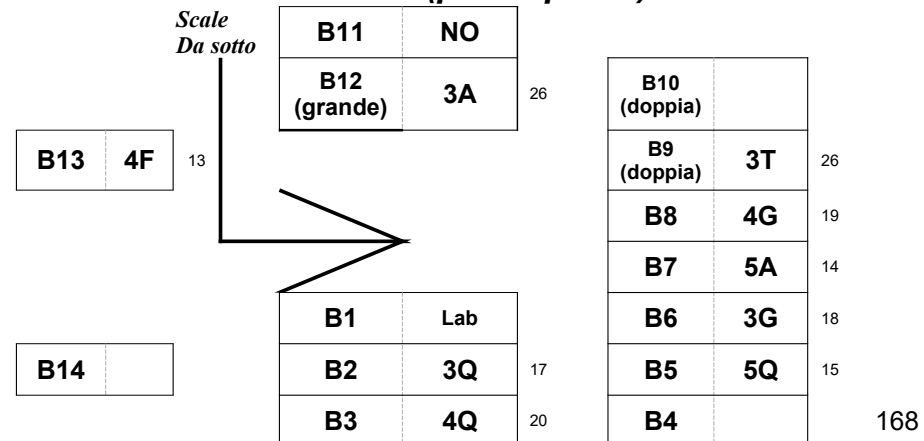 Scale
Da sotto
B11 NO
B12
(grande) 3A 26
B10
(doppia)
B13 4F 13
B9
(doppia) 3T 26
B8 4G 19
B7 5A 14
B1 Lab
B6 3G 18
B14
B2 3Q 17
B5 5Q 15
B3 4Q 20
B4
168